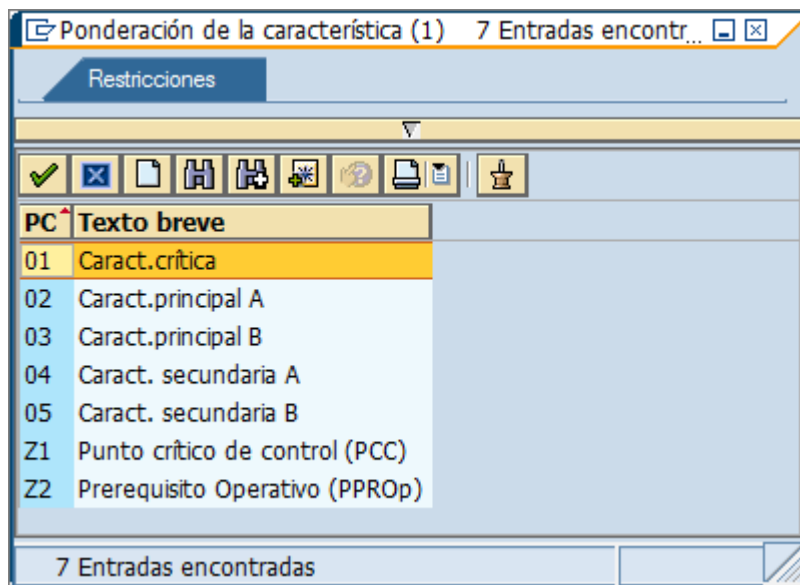 Ponderación de la característica (1) 7 Entradas encontr...
Restricciones
PC Texto breve
01 Caract.crítica
02 Caract.principal A
03 Caract.principal B
04 Caract. secundaria A
05 Caract. secundaria B
Z1 Punto crítico de control (PCC)
Z2 Prerequisito Operativo (PPROp)
7 Entradas encontradas